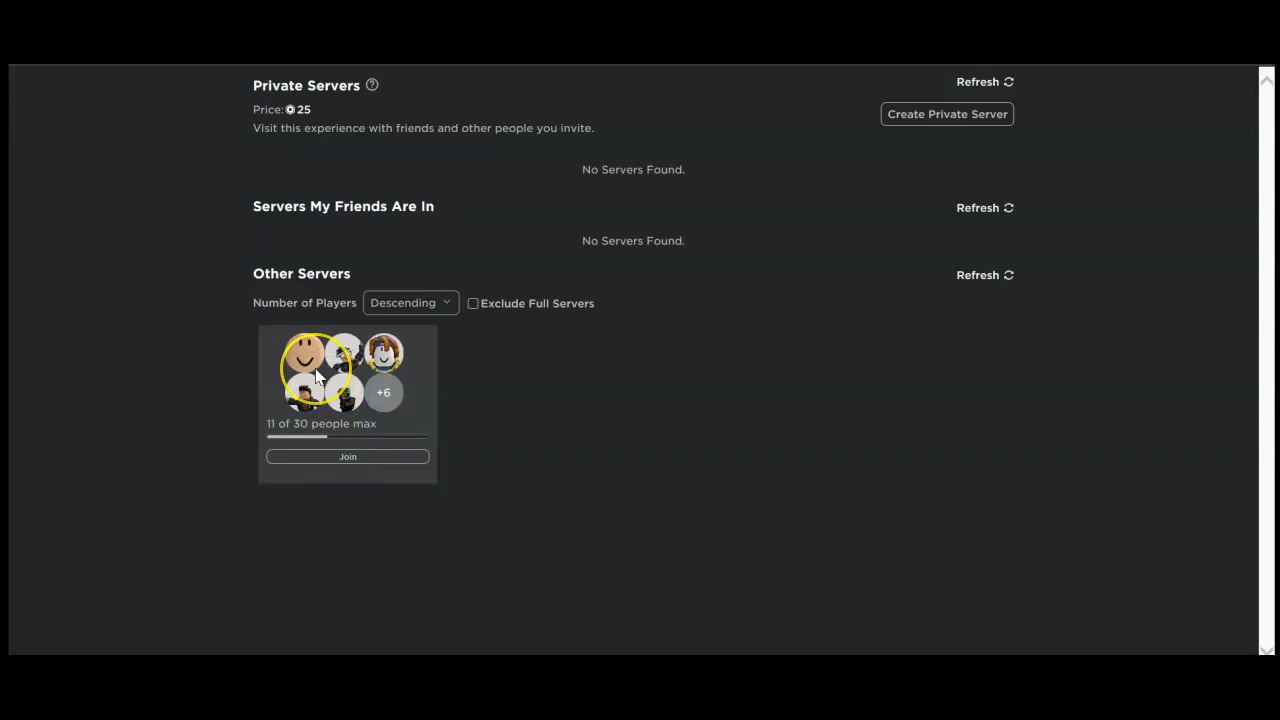 Private Servers
Refresh
Price: 25
Create Private Server
Visit this experience with friends and other people you invite.
No Servers Found.
Servers My Friends Are In
Refresh
No Servers Found.
Other Servers
Refresh
Number of Players Descending Exclude Full Servers
+6
11 of 30 people max
Join